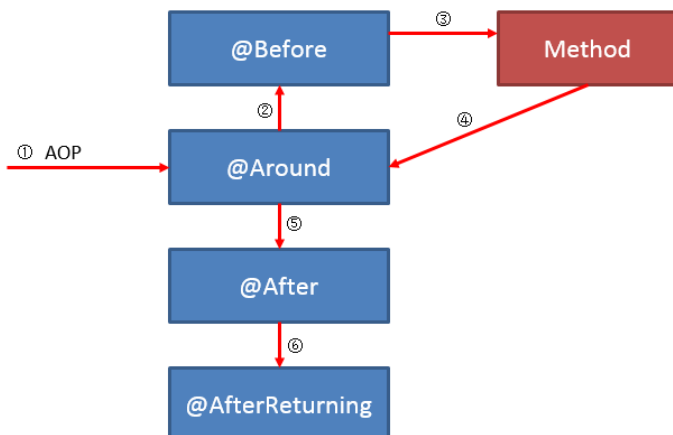 ③
@Before
Method
②
④
① AOP
@Around
⑤
@After
⑥
@AfterReturning